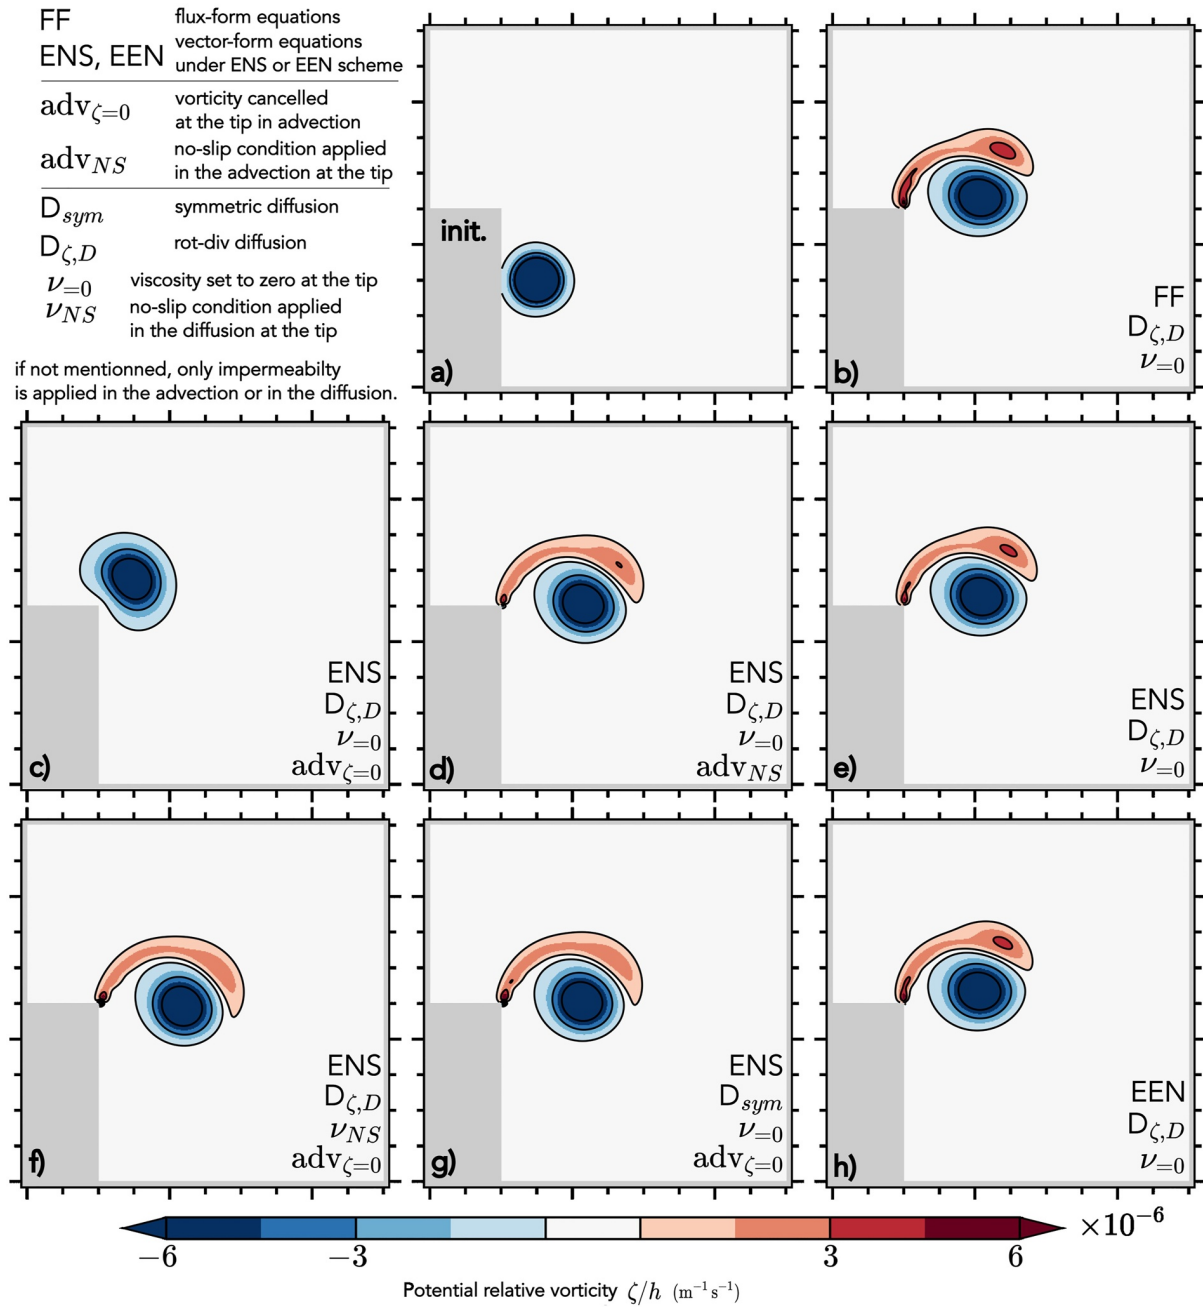 FF flux-form equations
ENS, EEN vector-form equations
under ENS or EEN scheme
adv_{ζ=0} vorticity cancelled
at the tip in advection
adv_{NS} no-slip condition applied
in the advection at the tip
D_{sym} symmetric diffusion
D_{ζ,D} rot-div diffusion
ν_{=0} viscosity set to zero at the tip
ν_{NS} no-slip condition applied
in the diffusion at the tip
if not mentionned, only impermeabilty
is applied in the advection or in the diffusion.
init.
a)
FF
D_{ζ,D}
ν_{=0}
b)
ENS
D_{ζ,D}
ν_{=0}
adv_{ζ=0}
c)
ENS
D_{ζ,D}
ν_{=0}
adv_{NS}
d)
ENS
D_{ζ,D}
ν_{=0}
e)
ENS
D_{ζ,D}
ν_{NS}
adv_{ζ=0}
f)
ENS
D_{sym}
ν_{=0}
adv_{ζ=0}
g)
EEN
D_{ζ,D}
ν_{=0}
h)
×10⁻⁶
−6 −3 3 6
Potential relative vorticity ζ/h (m⁻¹ s⁻¹)